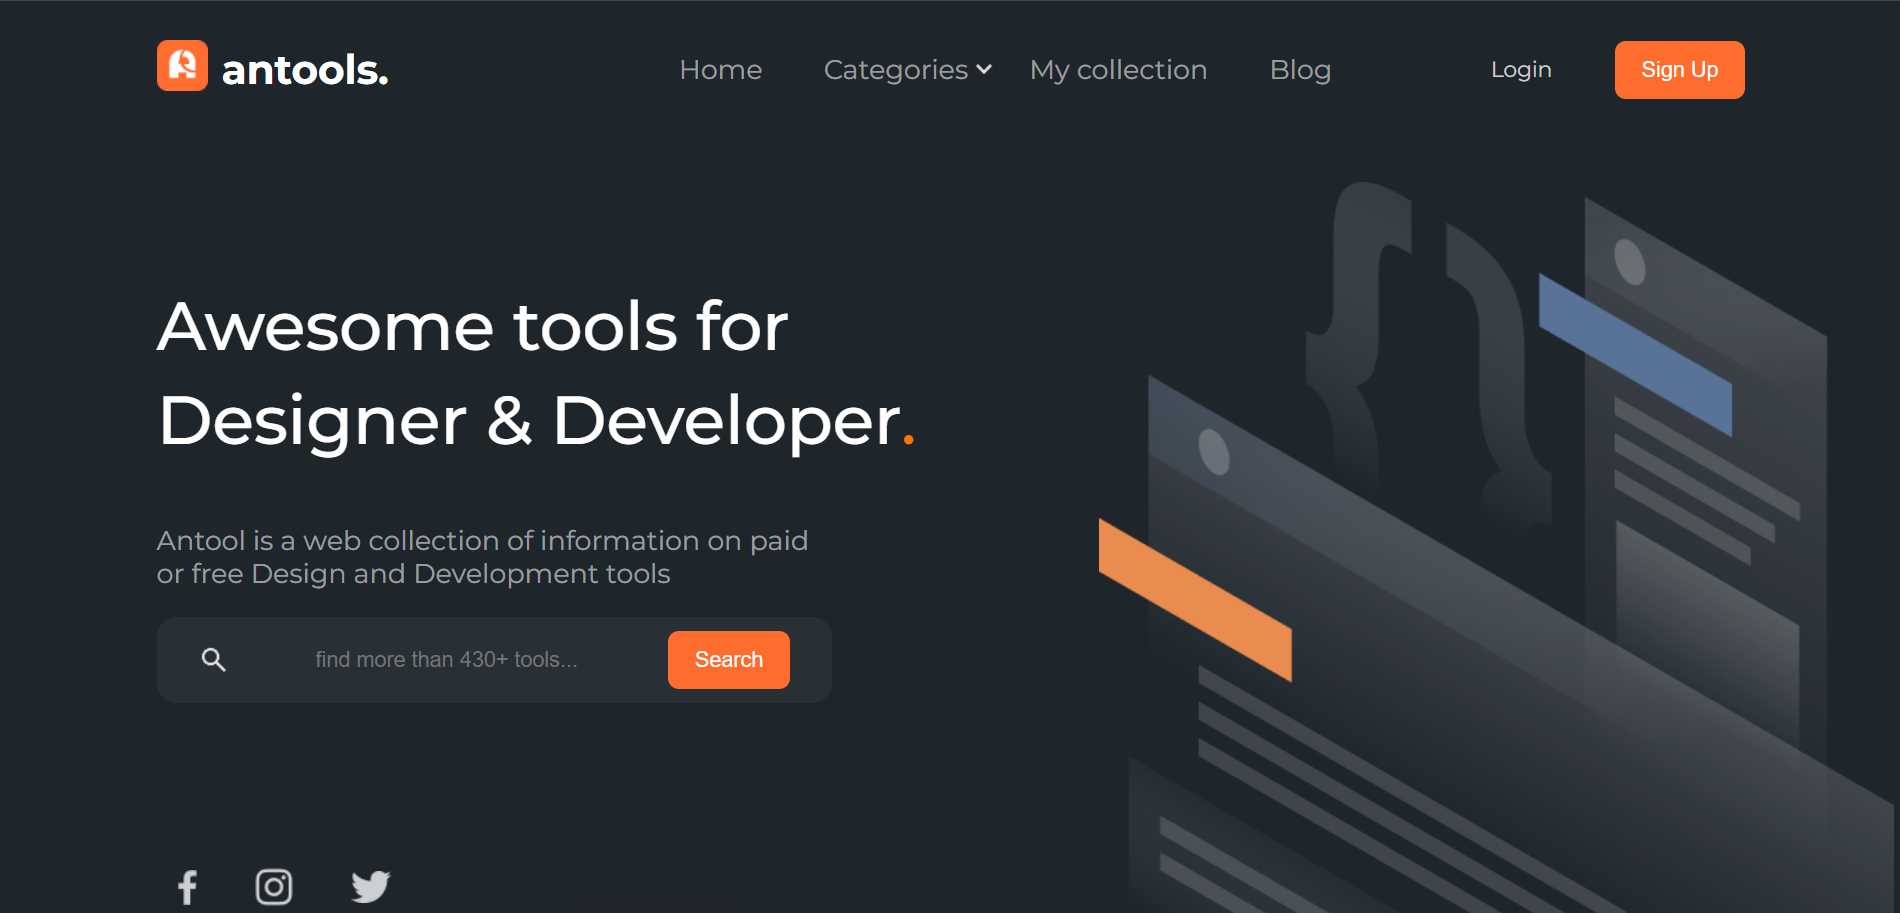 antools.
Home
Categories
My collection
Blog
Login
Sign Up
Awesome tools for
Designer & Developer.
Antool is a web collection of information on paid
or free Design and Development tools
find more than 430+ tools...
Search